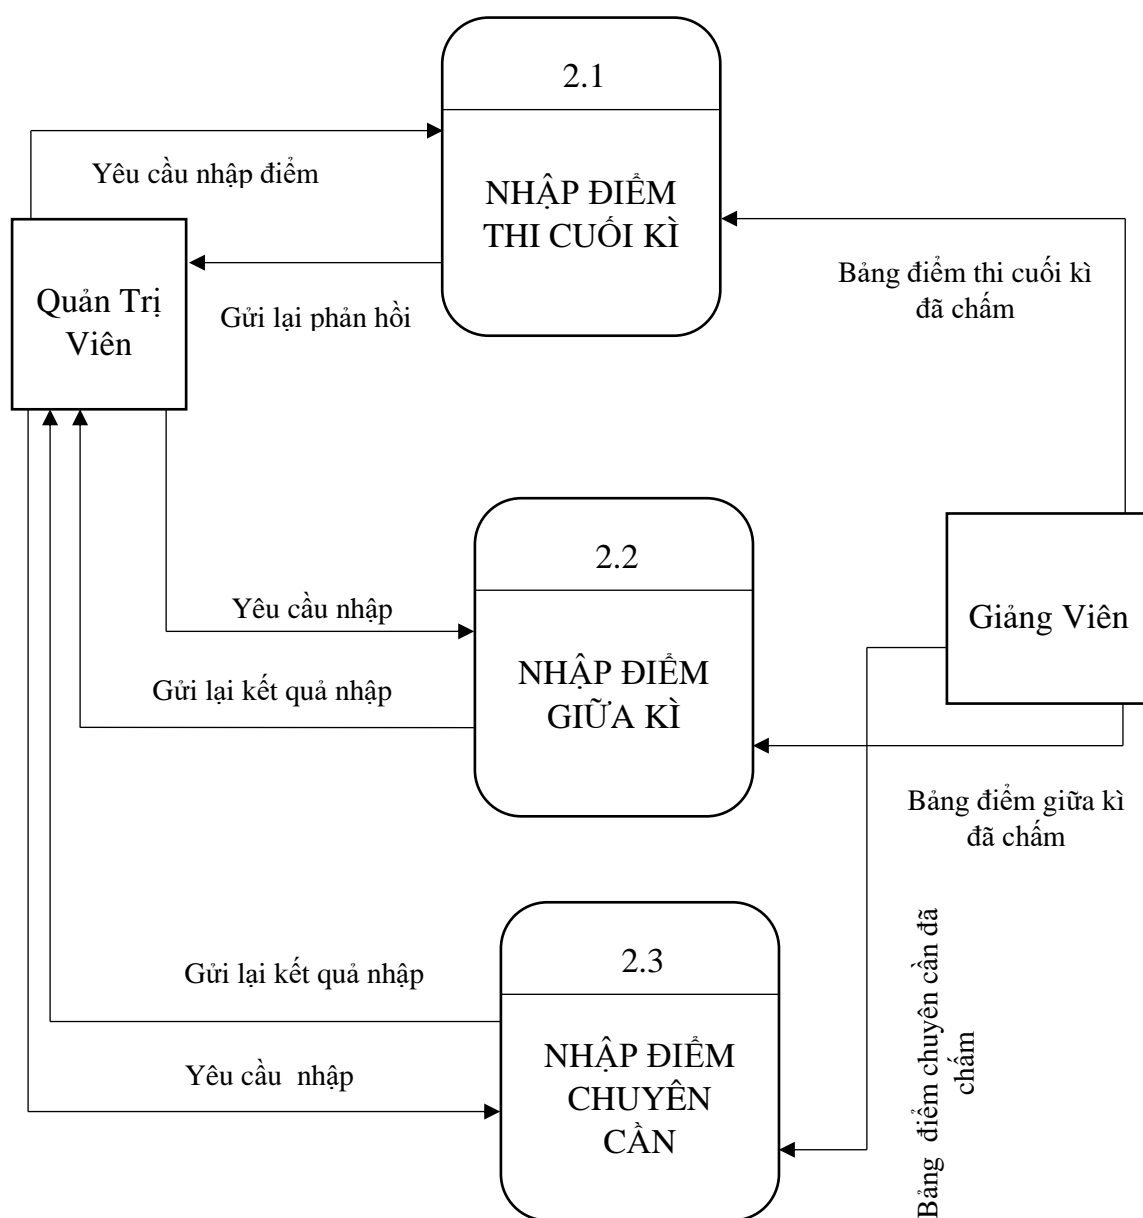 2.1
Yêu cầu nhập điểm
NHẬP ĐIỂM
THI CUỐI KÌ
Bảng điểm thi cuối kì
đã chấm
Quản Trị
Viên
Gửi lại phản hồi
2.2
Yêu cầu nhập
Giảng Viên
NHẬP ĐIỂM
GIỮA KÌ
Gửi lại kết quả nhập
Bảng điểm giữa kì
đã chấm
2.3
Gửi lại kết quả nhập
NHẬP ĐIỂM
CHUYÊN
CẦN
Yêu cầu  nhập
Bảng  điểm chuyên cần đã
chấm